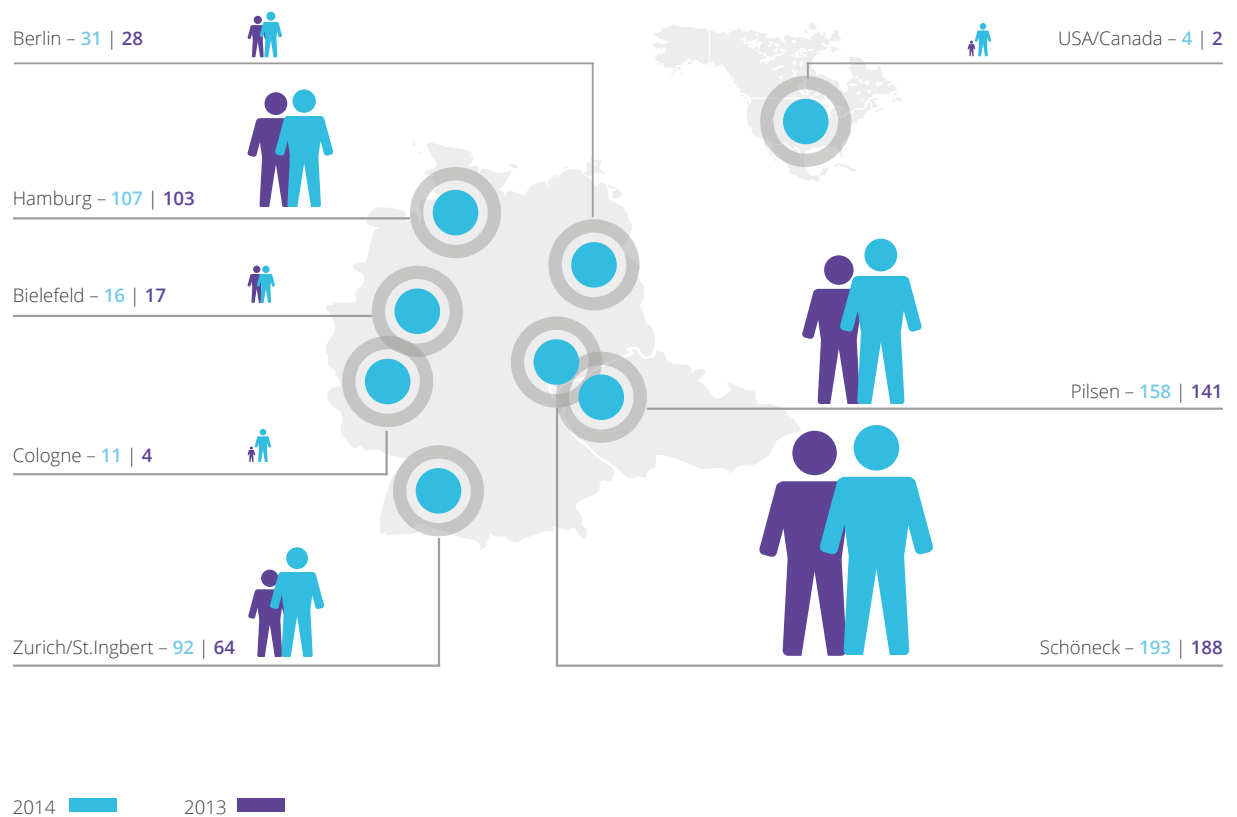 Berlin – 31 | 28
USA/Canada – 4 | 2
Hamburg – 107 | 103
Bielefeld – 16 | 17
Pilsen – 158 | 141
Cologne – 11 | 4
Zurich/St.Ingbert – 92 | 64
Schöneck – 193 | 188
2014 2013